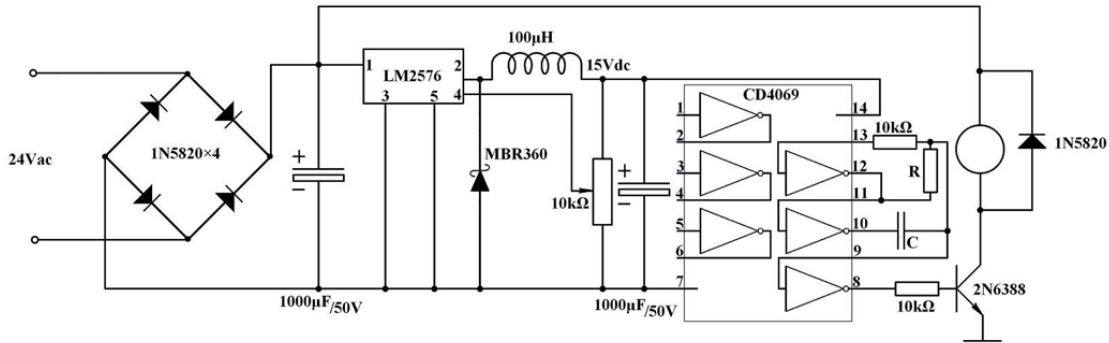 24Vac
1N5820×4
1000μF/50V
LM2576
1
2
3
4
5
100μH
MBR360
15Vdc
10kΩ
1000μF/50V
CD4069
1
2
3
4
5
6
7
14
13
12
11
10
9
8
10kΩ
R
C
10kΩ
1N5820
2N6388